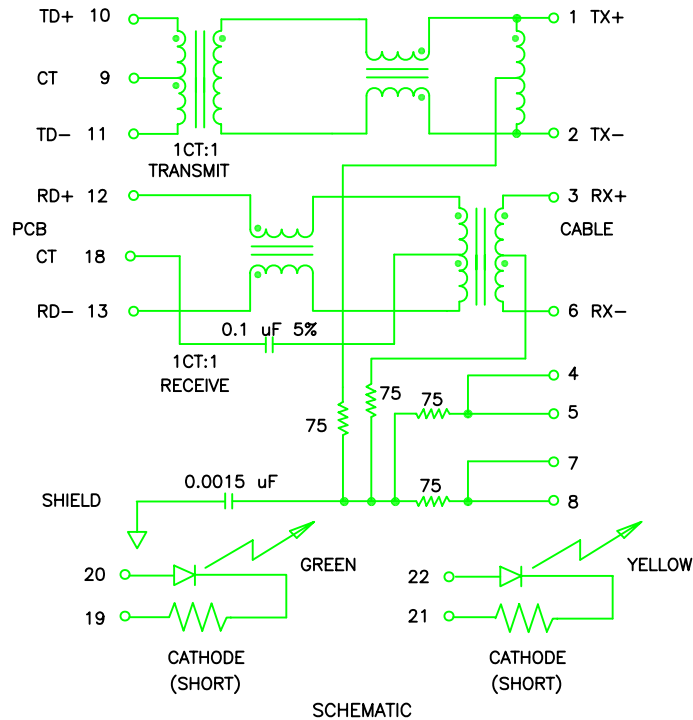 TD+ 10
1 TX+
CT 9
TD− 11
2 TX−
1CT:1
TRANSMIT
RD+ 12
3 RX+
PCB
CABLE
CT 18
RD− 13
6 RX−
0.1 uF 5%
1CT:1
RECEIVE
4
75
75
75
5
7
0.0015 uF
75
SHIELD
8
GREEN
YELLOW
20
22
19
21
CATHODE
(SHORT)
CATHODE
(SHORT)
SCHEMATIC